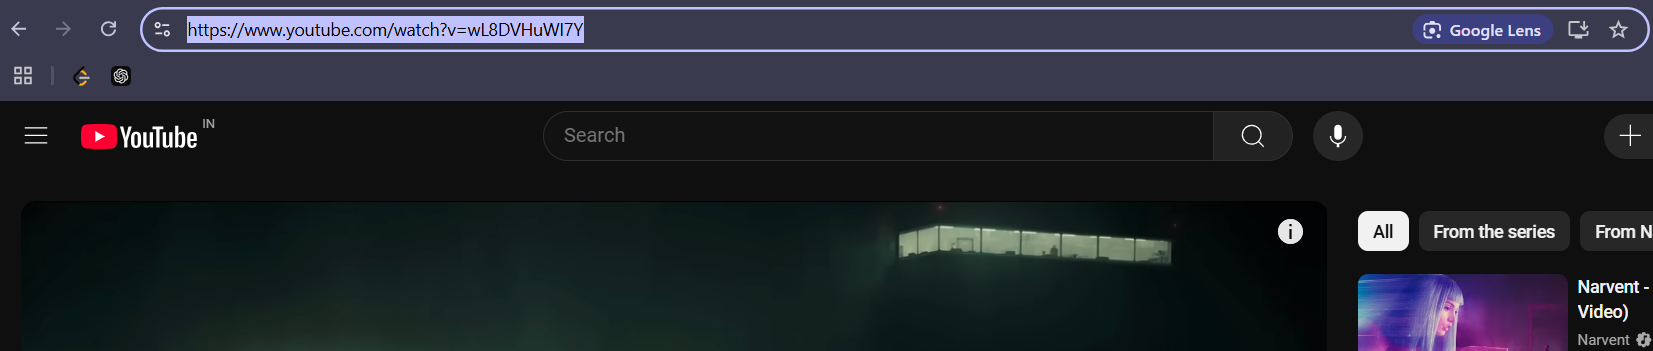 https://www.youtube.com/watch?v=wL8DVHuWI7Y
Google Lens
YouTube IN
Search
All
From the series
From N
Narvent -
Video)
Narvent